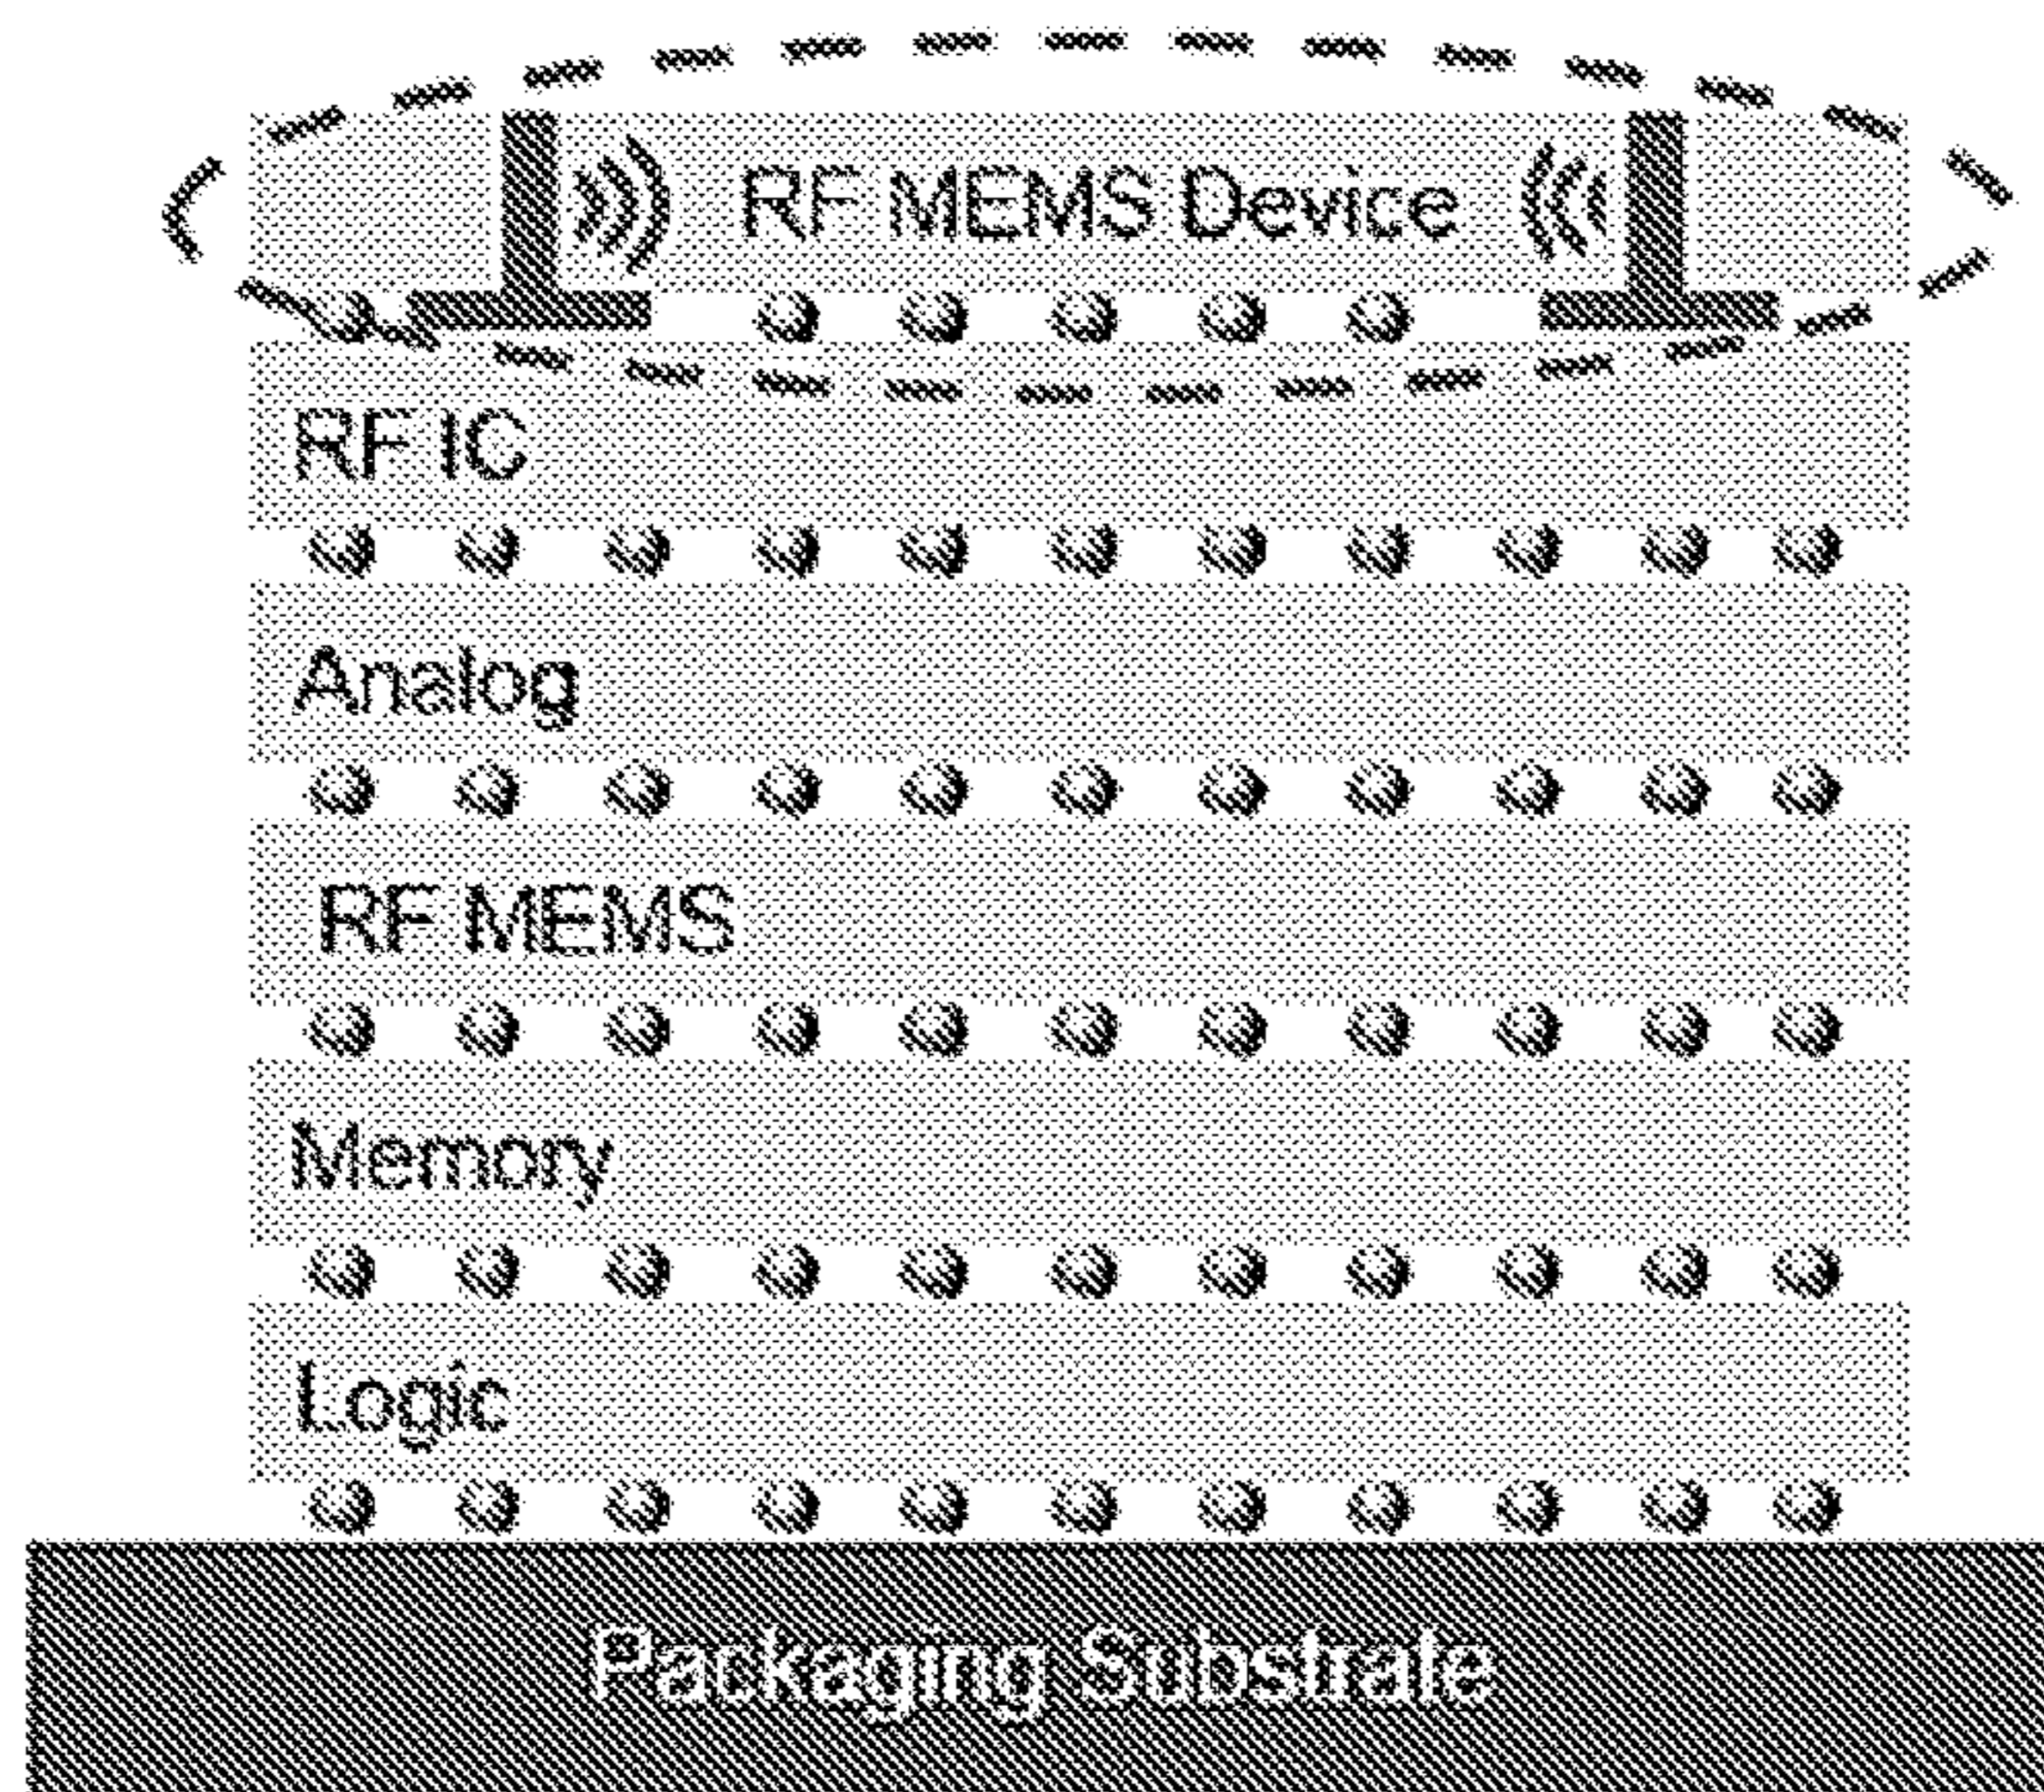 RF MEMS Device
RF IC
Analog
RF MEMS
Memory
Logic
Packaging Substrate